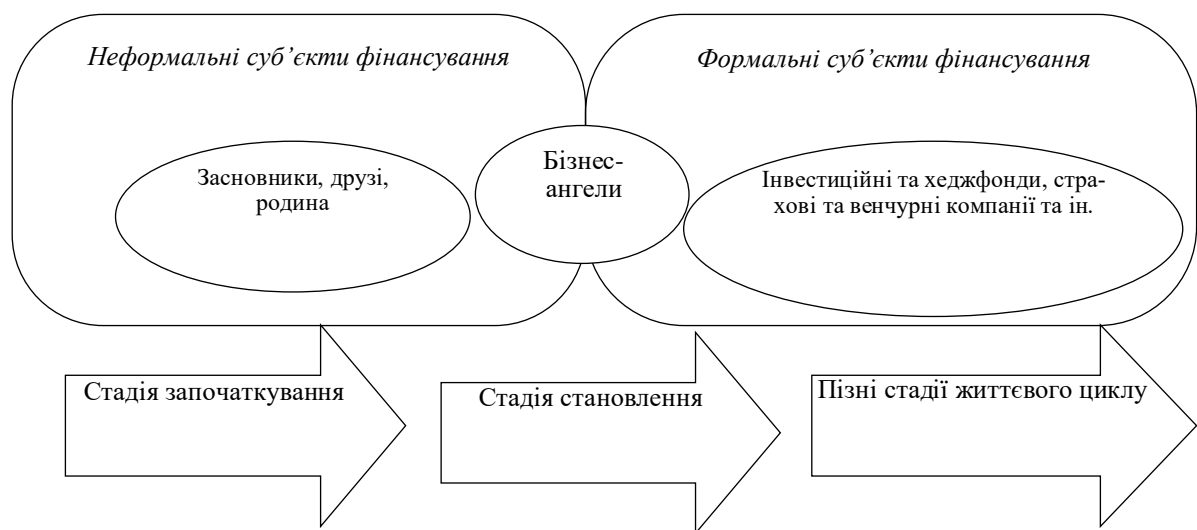 Неформальні суб’єкти фінансування
Формальні суб’єкти фінансування
Засновники, друзі,
родина
Бізнес-
ангели
Інвестиційні та хеджфонди, стра-
хові та венчурні компанії та ін.
Стадія започаткування
Стадія становлення
Пізні стадії життєвого циклу